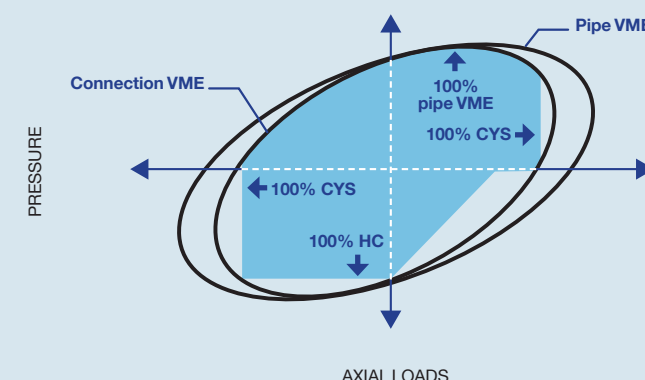 Pipe VME
Connection VME
100%
pipe VME
100% CYS
100% CYS
100% HC
PRESSURE
AXIAL LOADS